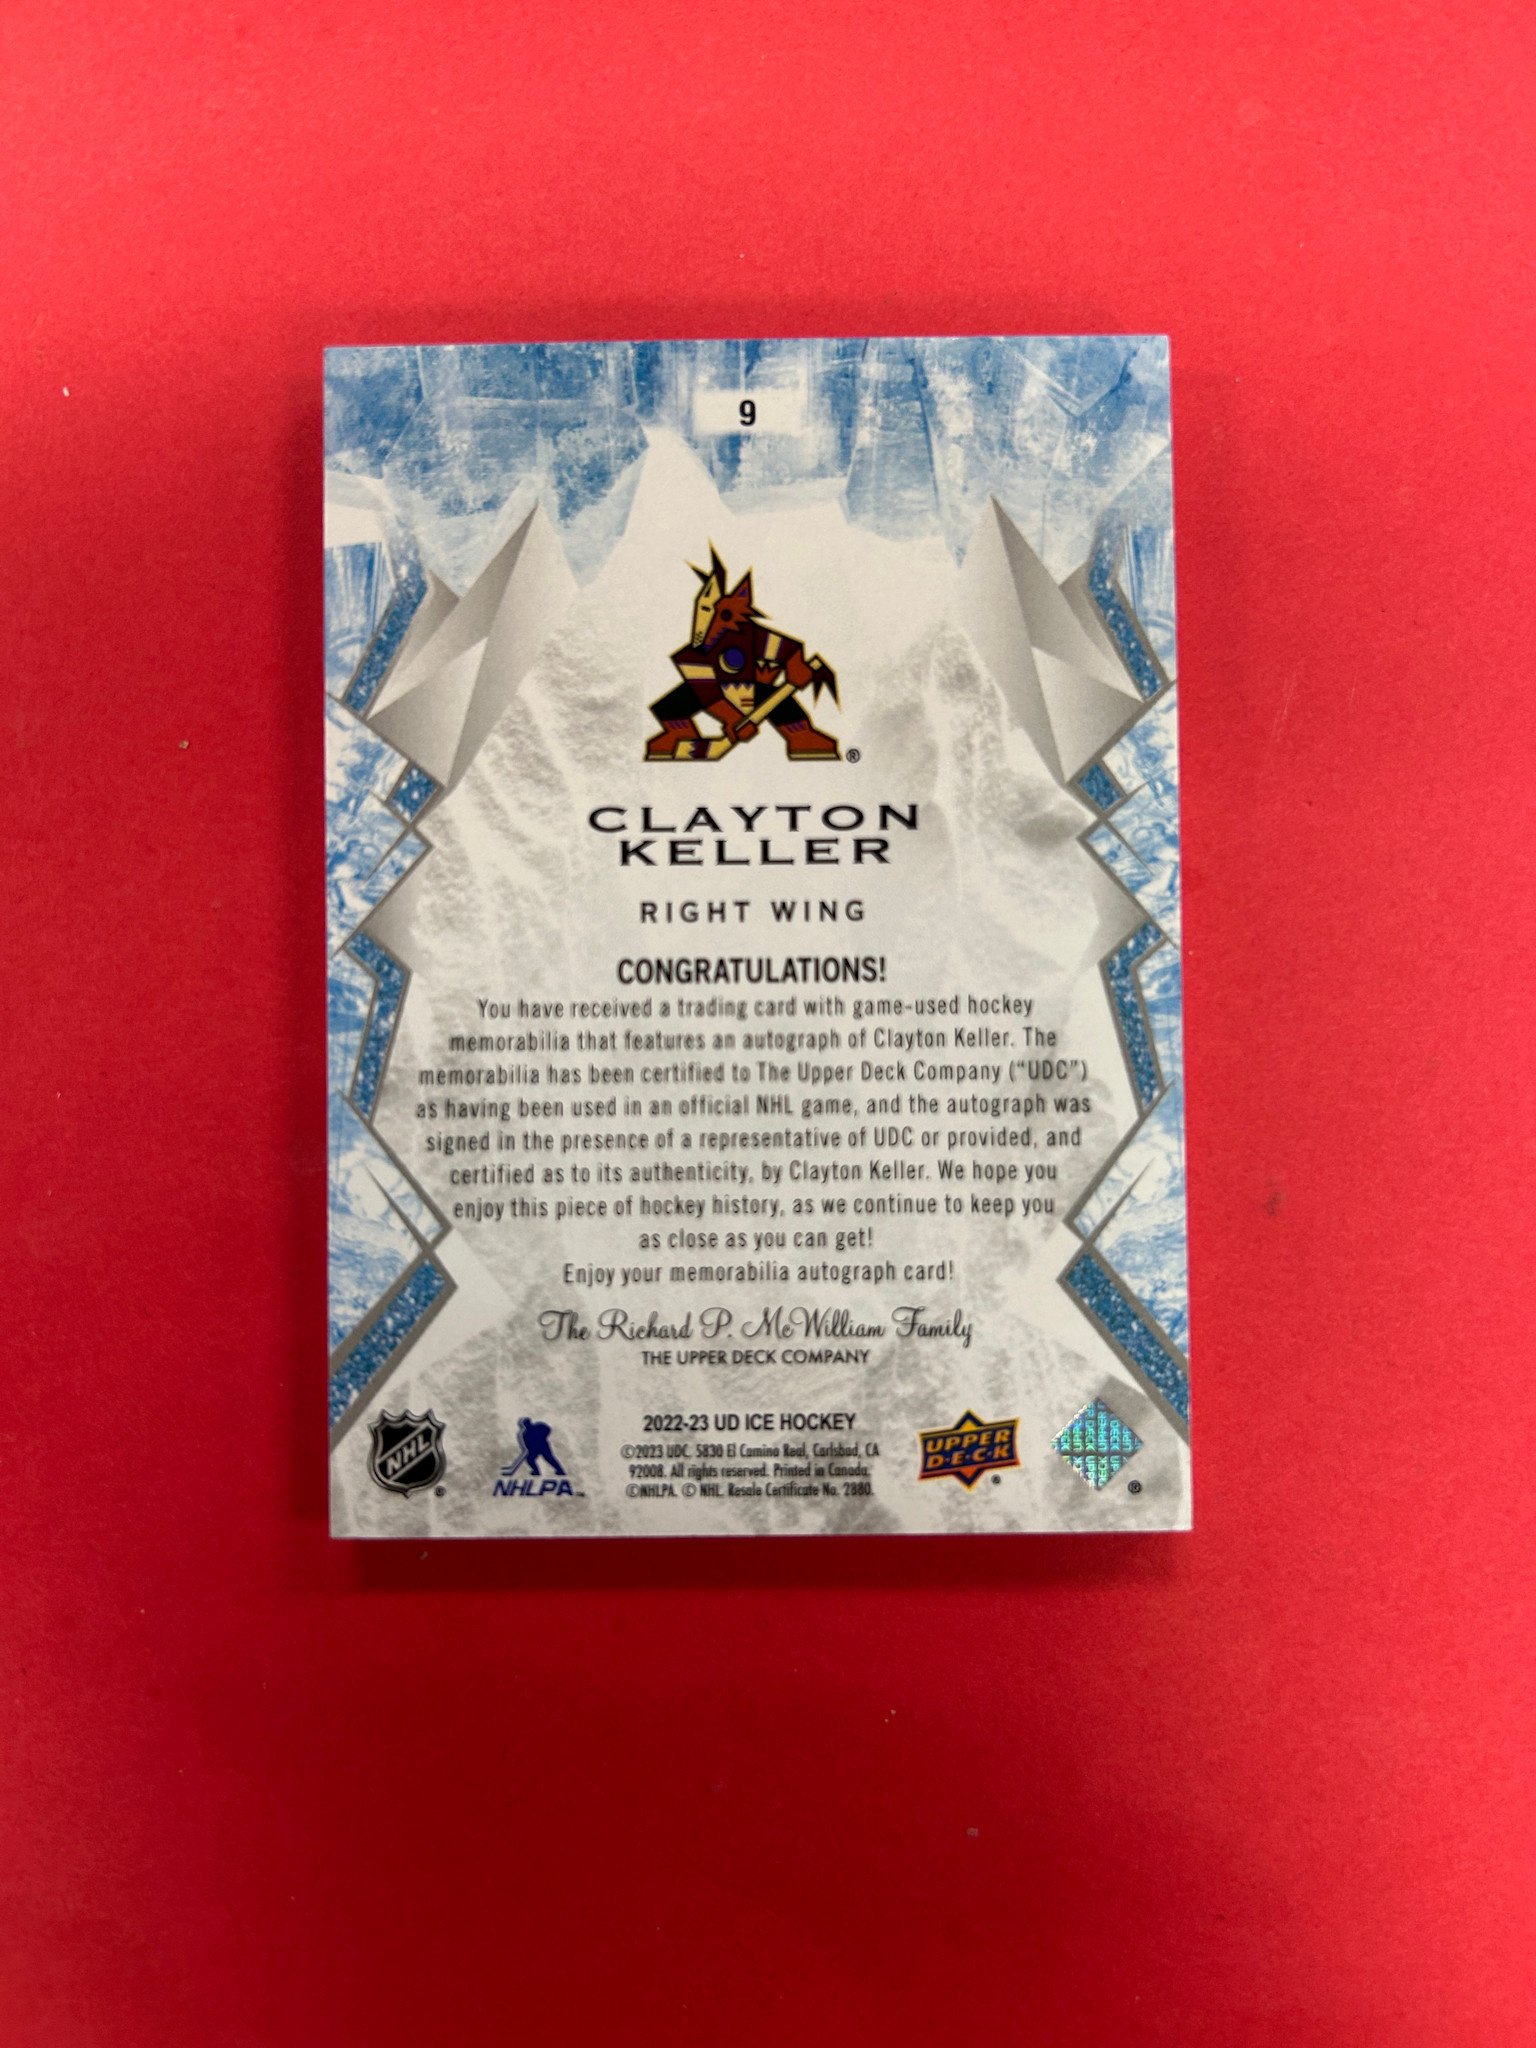 9
®
CLAYTON
KELLER
RIGHT WING
CONGRATULATIONS!
You have received a trading card with game-used hockey
memorabilia that features an autograph of Clayton Keller. The
memorabilia has been certified to The Upper Deck Company ("UDC")
as having been used in an official NHL game, and the autograph was
signed in the presence of a representative of UDC or provided, and
certified as to its authenticity, by Clayton Keller. We hope you
enjoy this piece of hockey history, as we continue to keep you
as close as you can get!
Enjoy your memorabilia autograph card!
The Richard P. McWilliam Family
THE UPPER DECK COMPANY
NHL ®
NHLPA™
2022-23 UD ICE HOCKEY
©2023 UDC. 5830 El Camino Real, Carlsbad, CA
92008. All rights reserved. Printed in Canada.
©NHLPA. © NHL. Resale Certificate No. 2880.
UPPER
D·E·C·K ®
UPPER DECK
®